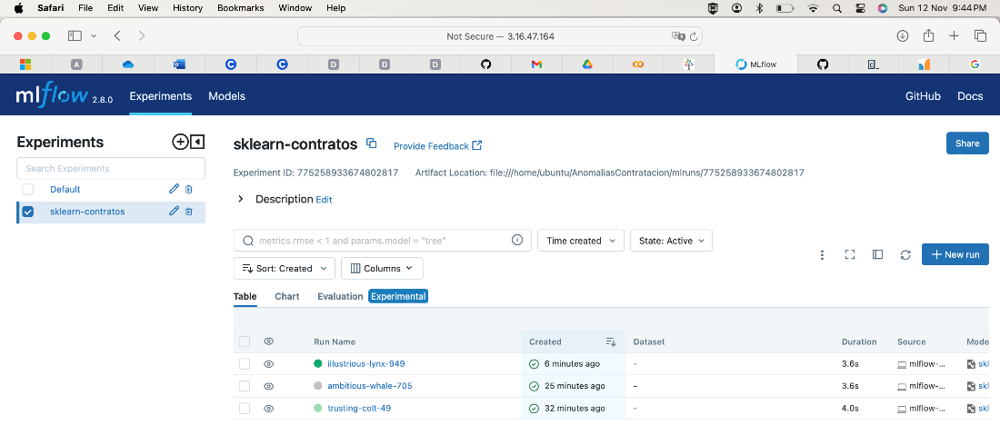 Safari File Edit View History Bookmarks Window Help Sun 12 Nov 9:44 PM
Not Secure — 3.16.47.164
A W C C D D D MLflow G
mlflow 2.8.0 Experiments Models GitHub Docs
Experiments
Search Experiments
Default
sklearn-contratos
sklearn-contratos Provide Feedback Share
Experiment ID: 775258933674802817 Artifact Location: file:///home/ubuntu/AnomaliasContratacion/mlruns/775258933674802817
Description Edit
metrics.rmse < 1 and params.model = "tree" Time created State: Active
Sort: Created Columns + New run
Table Chart Evaluation Experimental
Run Name Created Dataset Duration Source Mode
illustrious-lynx-949 6 minutes ago - 3.6s mlflow-... skl
ambitious-whale-705 25 minutes ago - 3.6s mlflow-... skl
trusting-colt-49 32 minutes ago - 4.0s mlflow-... skl